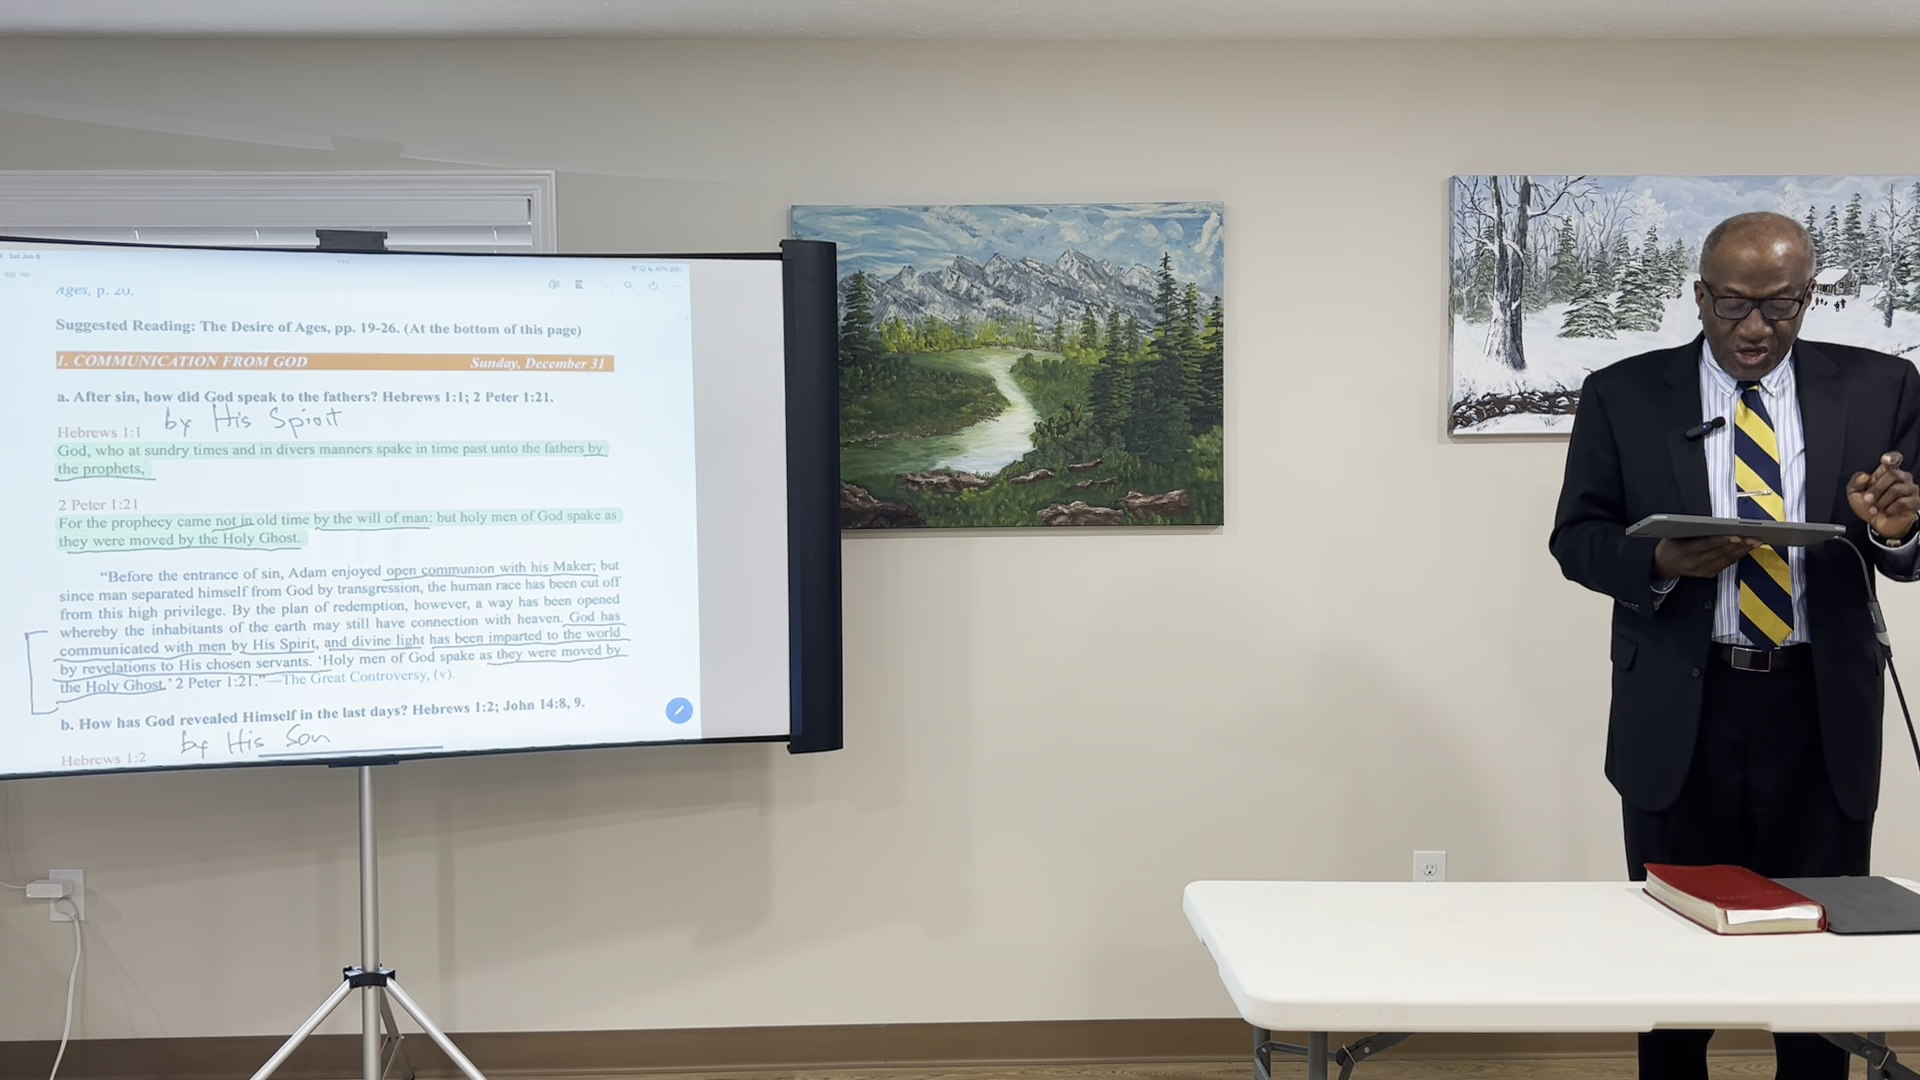 Sat Jan 6
67%
Ages, p. 20.
Suggested Reading: The Desire of Ages, pp. 19-26. (At the bottom of this page)
1. COMMUNICATION FROM GOD Sunday, December 31
a. After sin, how did God speak to the fathers? Hebrews 1:1; 2 Peter 1:21.
by His Spirit
Hebrews 1:1
God, who at sundry times and in divers manners spake in time past unto the fathers by
the prophets,
2 Peter 1:21
For the prophecy came not in old time by the will of man: but holy men of God spake as
they were moved by the Holy Ghost.
“Before the entrance of sin, Adam enjoyed open communion with his Maker; but
since man separated himself from God by transgression, the human race has been cut off
from this high privilege. By the plan of redemption, however, a way has been opened
whereby the inhabitants of the earth may still have connection with heaven. God has
communicated with men by His Spirit, and divine light has been imparted to the world
by revelations to His chosen servants. ‘Holy men of God spake as they were moved by
the Holy Ghost.’ 2 Peter 1:21.”—The Great Controversy, (v).
b. How has God revealed Himself in the last days? Hebrews 1:2; John 14:8, 9.
by His Son
Hebrews 1:2